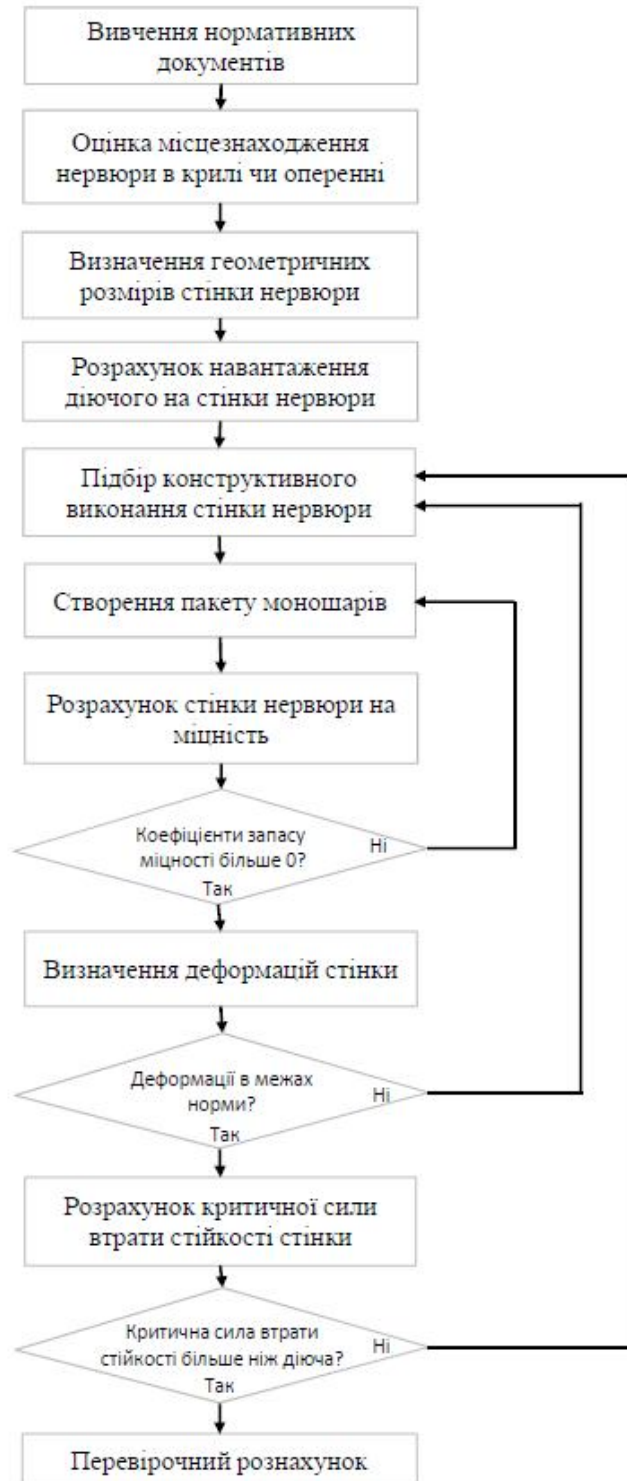 Вивчення нормативних
документів
Оцінка місцезнаходження
нервюри в крилі чи оперенні
Визначення геометричних
розмірів стінки нервюри
Розрахунок навантаження
діючого на стінки нервюри
Підбір конструктивного
виконання стінки нервюри
Створення пакету моношарів
Розрахунок стінки нервюри на
міцність
Коефіцієнти запасу
міцності більше 0?
Ні
Так
Визначення деформацій стінки
Деформації в межах
норми?
Ні
Так
Розрахунок критичної сили
втрати стійкості стінки
Критична сила втрати
стійкості більше ніж діюча?
Ні
Так
Перевірочний рознахунок